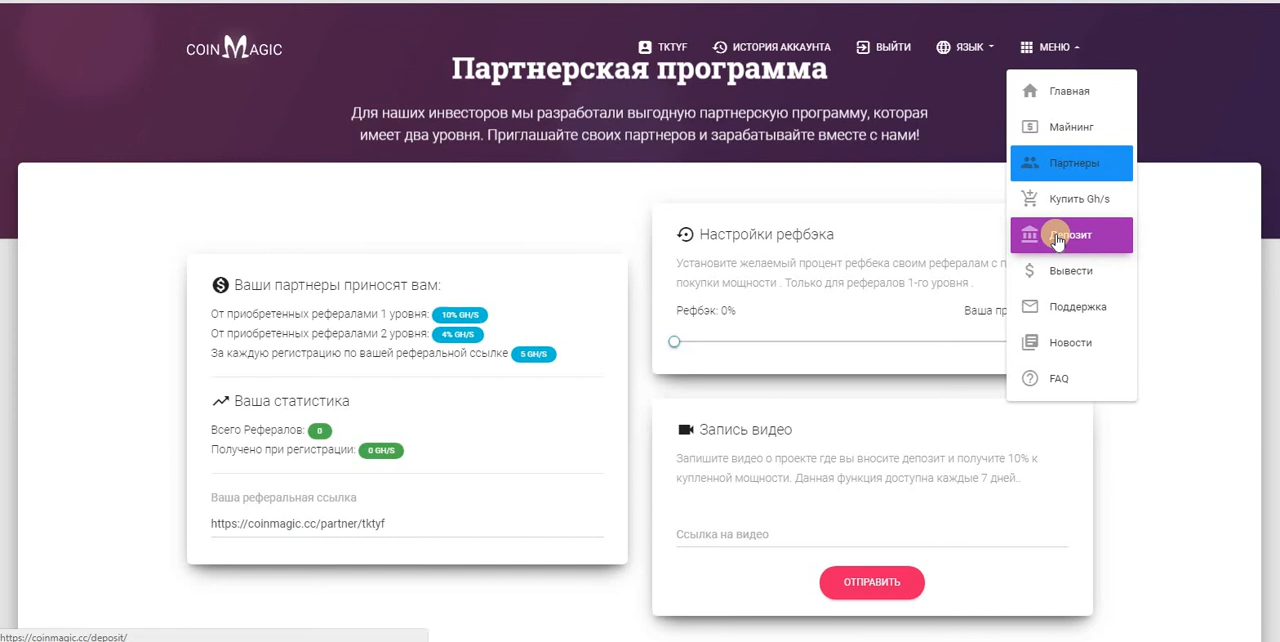 COINMAGIC
TKTYF
ИСТОРИЯ АККАУНТА
ВЫЙТИ
ЯЗЫК
МЕНЮ
Партнерская программа
Для наших инвесторов мы разработали выгодную партнерскую программу, которая
имеет два уровня. Приглашайте своих партнеров и зарабатывайте вместе с нами!
Главная
Майнинг
Партнеры
Купить Gh/s
Депозит
Вывести
Поддержка
Новости
FAQ
Ваши партнеры приносят вам:
От приобретенных рефералами 1 уровня: 10% GH/S
От приобретенных рефералами 2 уровня: 4% GH/S
За каждую регистрацию по вашей реферальной ссылке 5 GH/S
Ваша статистика
Всего Рефералов: 0
Получено при регистрации: 0 GH/S
Ваша реферальная ссылка
https://coinmagic.cc/partner/tktyf
Настройки рефбэка
Установите желаемый процент рефбека своим рефералам с п
покупки мощности . Только для рефералов 1-го уровня .
Рефбэк: 0%
Ваша пр
Запись видео
Запишите видео о проекте где вы вносите депозит и получите 10% к
купленной мощности. Данная функция доступна каждые 7 дней..
Ссылка на видео
ОТПРАВИТЬ
https://coinmagic.cc/deposit/